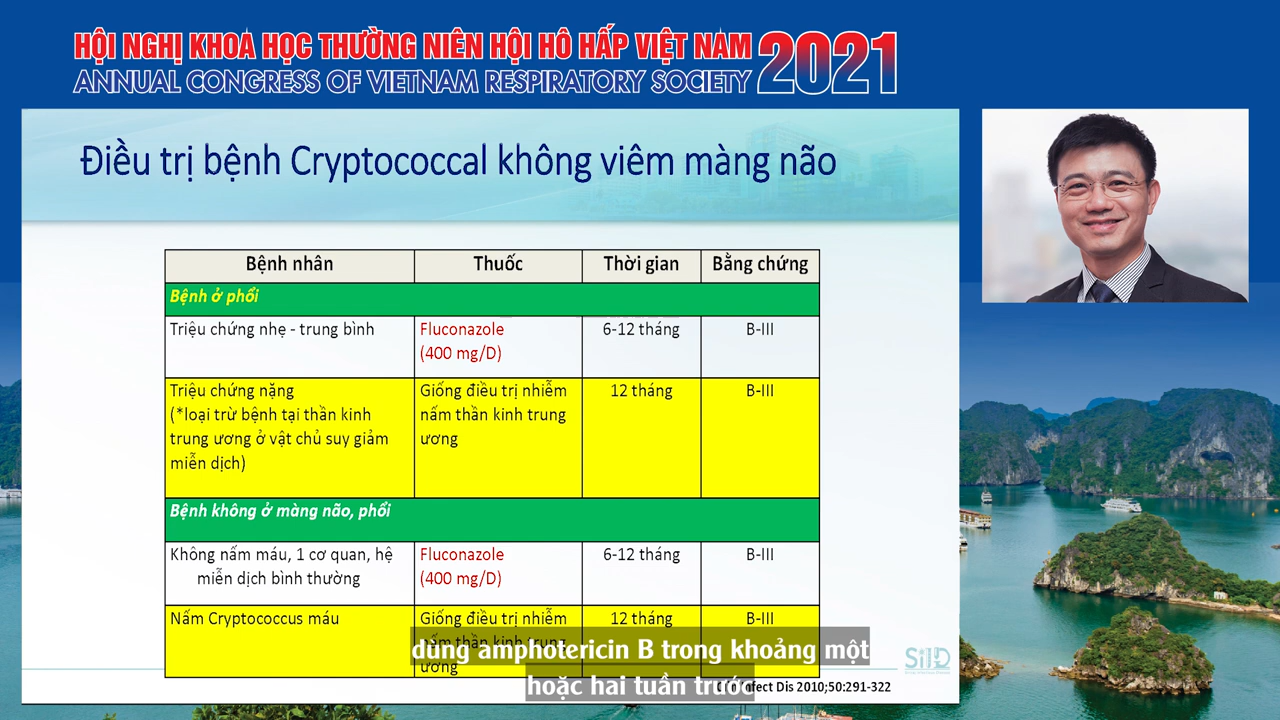 HỘI NGHỊ KHOA HỌC THƯỜNG NIÊN HỘI HÔ HẤP VIỆT NAM 2021
ANNUAL CONGRESS OF VIETNAM RESPIRATORY SOCIETY
Điều trị bệnh Cryptococcal không viêm màng não
Bệnh nhân Thuốc Thời gian Bằng chứng
Bệnh ở phổi
Triệu chứng nhẹ - trung bình Fluconazole 6-12 tháng B-III
(400 mg/D)
Triệu chứng nặng Giống điều trị nhiễm 12 tháng B-III
(*loại trừ bệnh tại thần kinh nấm thần kinh trung
trung ương ở vật chủ suy giảm ương
miễn dịch)
Bệnh không ở màng não, phổi
Không nấm máu, 1 cơ quan, hệ Fluconazole 6-12 tháng B-III
miễn dịch bình thường (400 mg/D)
Nấm Cryptococcus máu Giống điều trị nhiễm 12 tháng B-III
nấm thần kinh trung
ương
dùng amphotericin B trong khoảng một
hoặc hai tuần trước
Infect Dis 2010;50:291-322